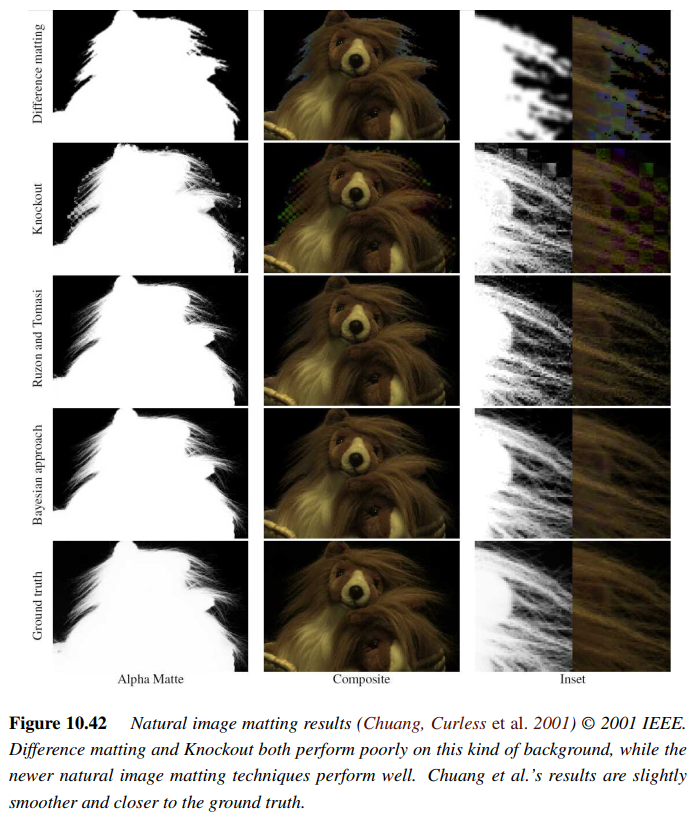 Difference matting
Knockout
Ruzon and Tomasi
Bayesian approach
Ground truth
Alpha Matte
Composite
Inset
Figure 10.42 Natural image matting results (Chuang, Curless et al. 2001) © 2001 IEEE.
Difference matting and Knockout both perform poorly on this kind of background, while the
newer natural image matting techniques perform well. Chuang et al.'s results are slightly
smoother and closer to the ground truth.